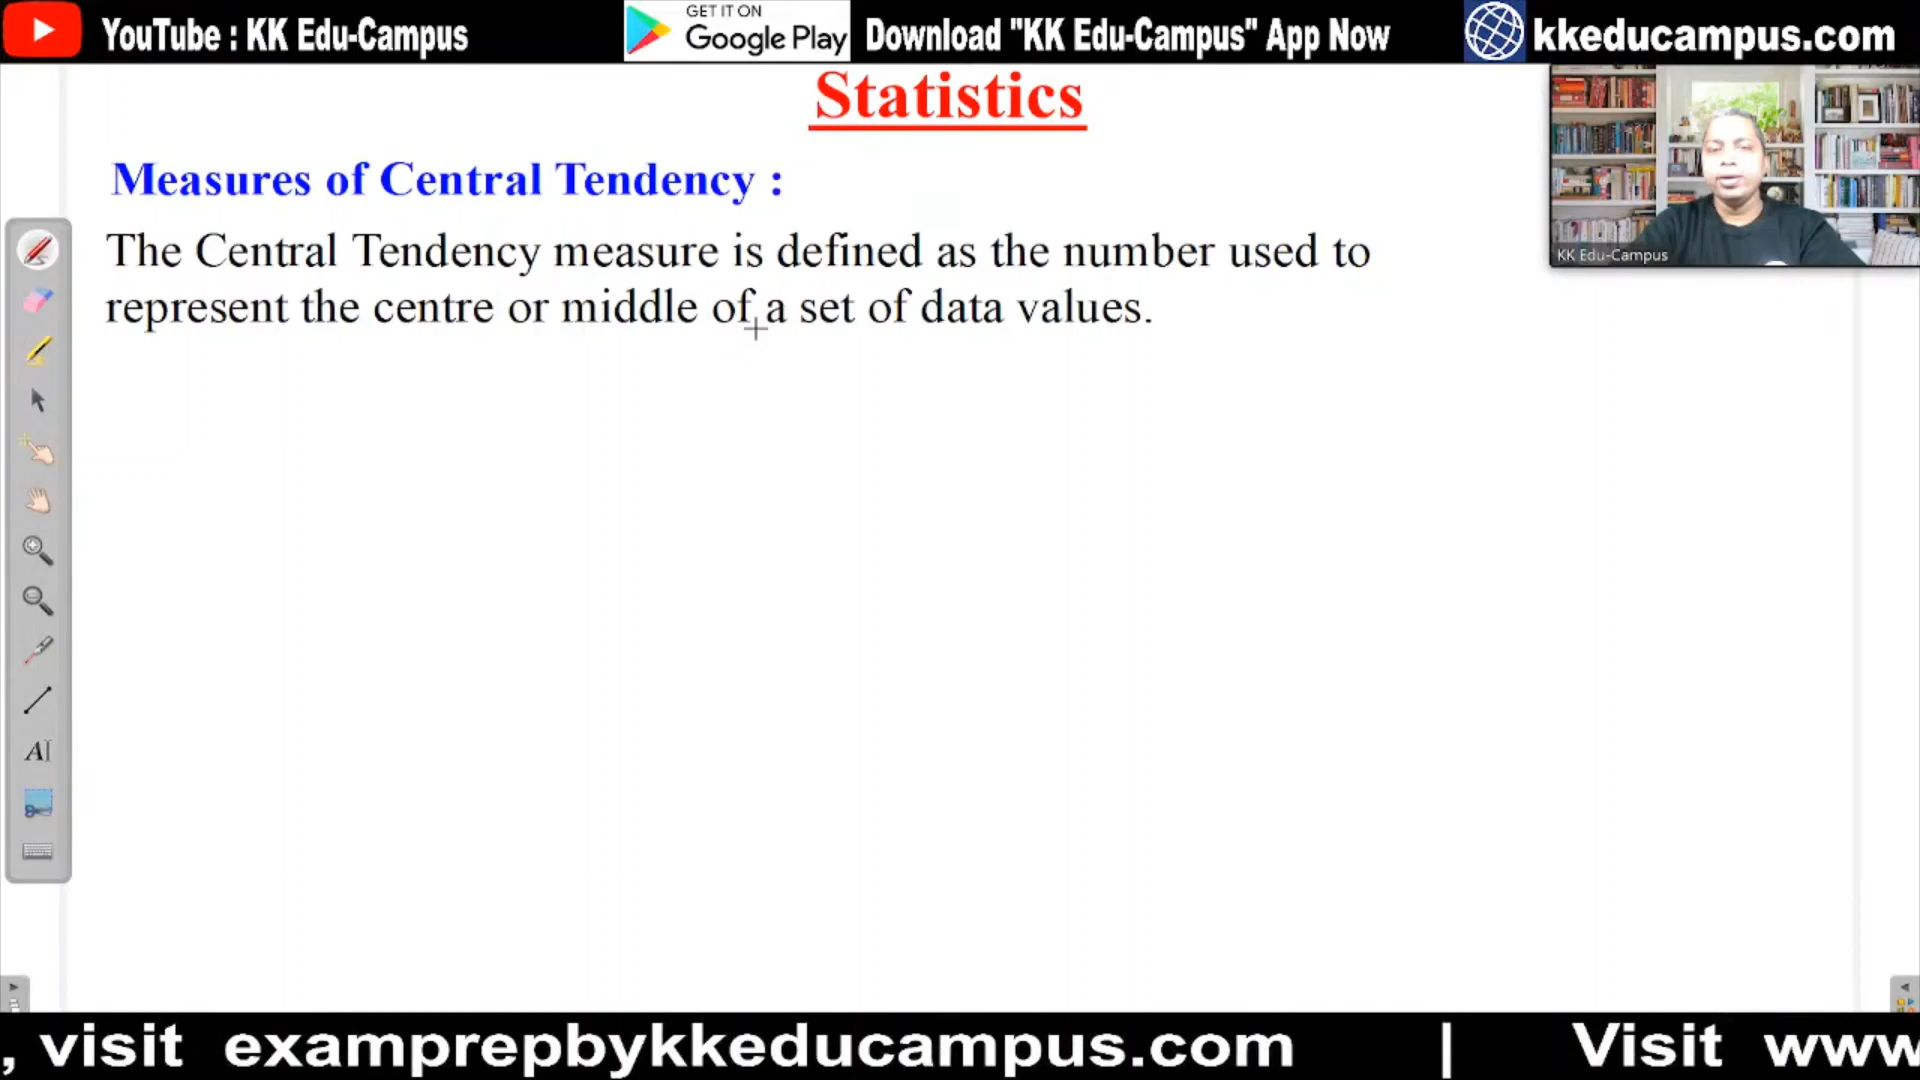 YouTube : KK Edu-Campus
GET IT ON
Google Play
Download "KK Edu-Campus" App Now
kkeducampus.com
Statistics
KK Edu-Campus
Measures of Central Tendency :
The Central Tendency measure is defined as the number used to
represent the centre or middle of a set of data values.
AI
, visit examprepbykkeducampus.com | Visit www